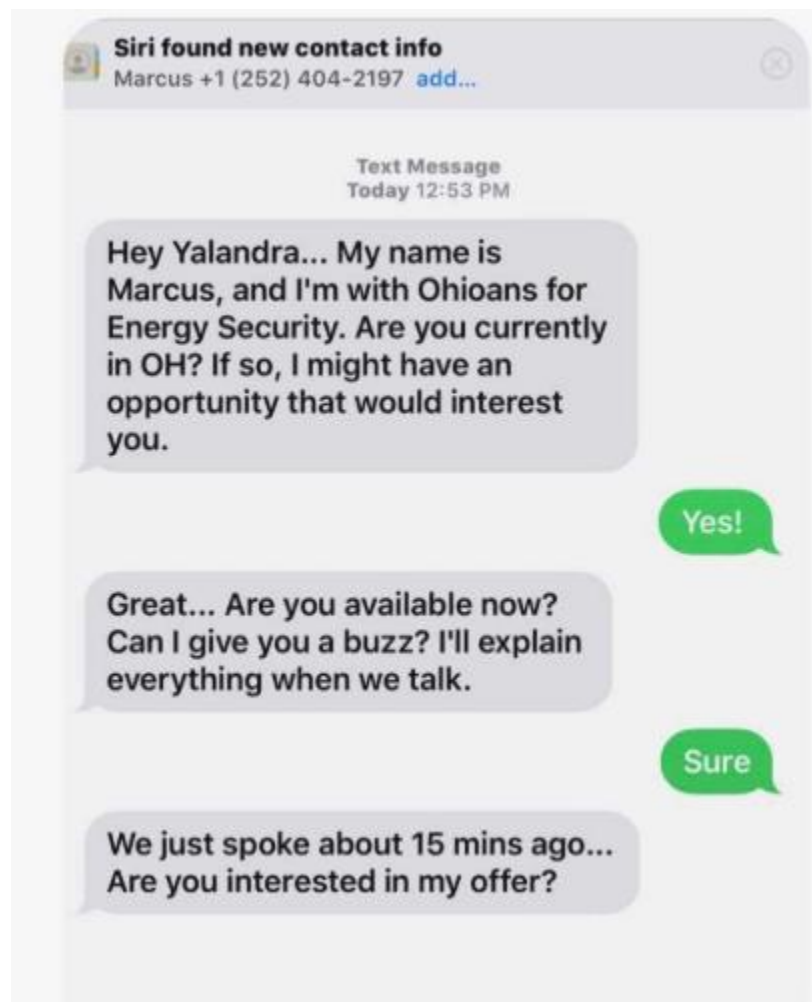 Siri found new contact info
Marcus +1 (252) 404-2197 add...
Text Message
Today 12:53 PM
Hey Yalandra... My name is
Marcus, and I'm with Ohioans for
Energy Security. Are you currently
in OH? If so, I might have an
opportunity that would interest
you.
Yes!
Great... Are you available now?
Can I give you a buzz? I'll explain
everything when we talk.
Sure
We just spoke about 15 mins ago...
Are you interested in my offer?